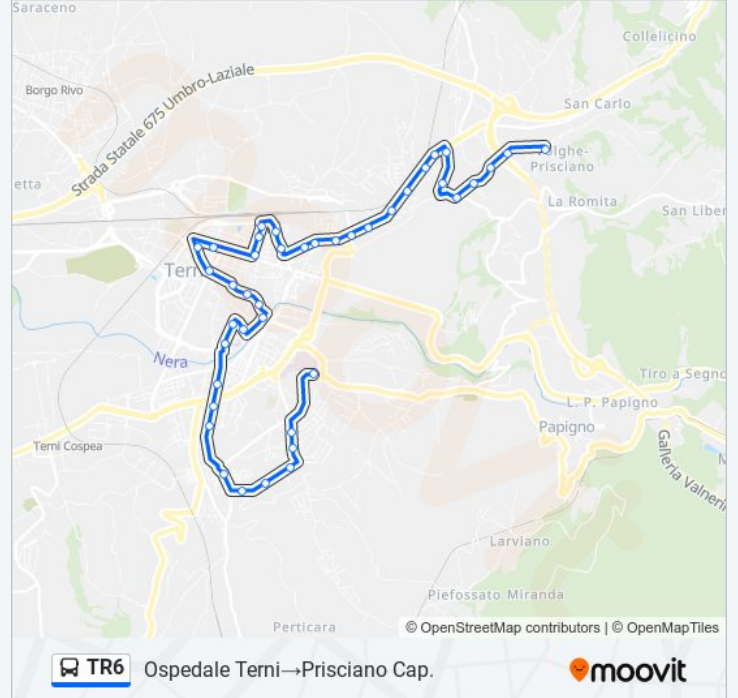 Saraceno
Collelicino
Strada Statale 675 Umbro-Laziale
Borgo Rivo
San Carlo
etta
Valghe-
Prisciano
La Romita
San Liber
Terni
Nera
Tiro a Segno
L. P. Papigno
Papigno
Terni Cospea
Galleria Valnerin
Larviano
Piefossato Miranda
Perticara
© OpenStreetMap contributors | © OpenMapTiles
TR6 Ospedale Terni→Prisciano Cap.
moovit